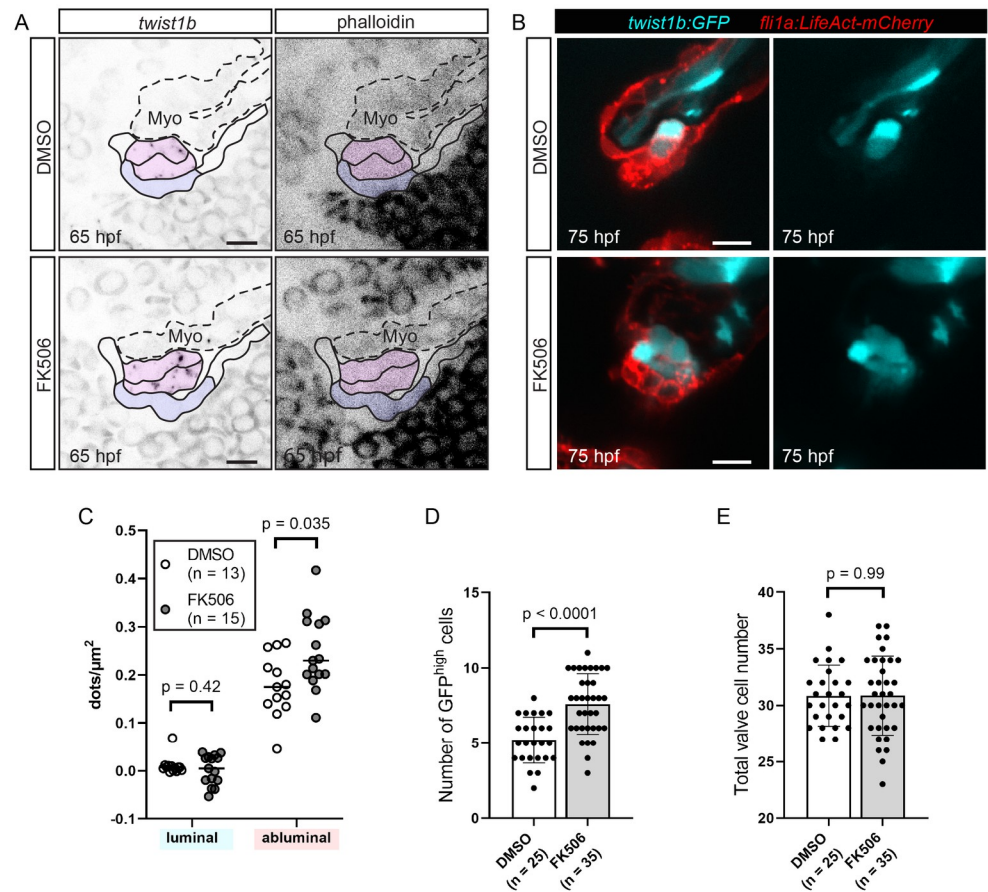 A
twist1b
phalloidin
DMSO
Myo
65 hpf
Myo
65 hpf
FK506
Myo
65 hpf
Myo
65 hpf
B
twist1b:GFP fli1a:LifeAct-mCherry
DMSO
75 hpf
75 hpf
FK506
75 hpf
75 hpf
C
dots/µm²
0.5
0.4
0.3
0.2
0.1
0.0
-0.1
DMSO
(n = 13)
FK506
(n = 15)
p = 0.035
p = 0.42
luminal
abluminal
D
Number of GFPʰⁱᵍʰ cells
15
10
5
0
p < 0.0001
DMSO
(n = 25)
FK506
(n = 35)
E
Total valve cell number
40
35
30
25
20
p = 0.99
DMSO
(n = 25)
FK506
(n = 35)